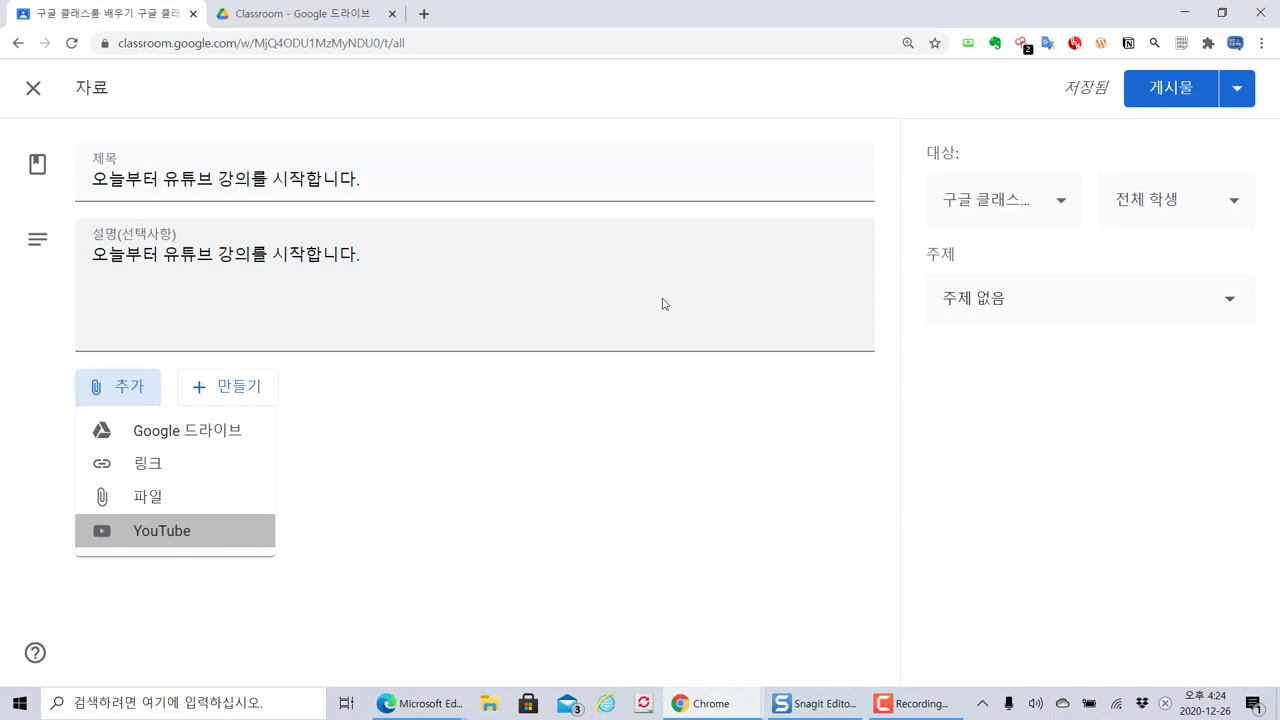 구글 클래스룸 배우기 구글 클래
Classroom - Google 드라이브
classroom.google.com/w/MjQ4ODU1MzMyNDU0/t/all
2
자료
저장됨
게시물
제목
오늘부터 유튜브 강의를 시작합니다.
설명(선택사항)
오늘부터 유튜브 강의를 시작합니다.
대상:
구글 클래스...
전체 학생
주제
주제 없음
추가
만들기
Google 드라이브
링크
파일
YouTube
검색하려면 여기에 입력하십시오.
Microsoft Ed...
3
Chrome
Snagit Edito...
Recording...
오후 4:24
2020-12-26
1